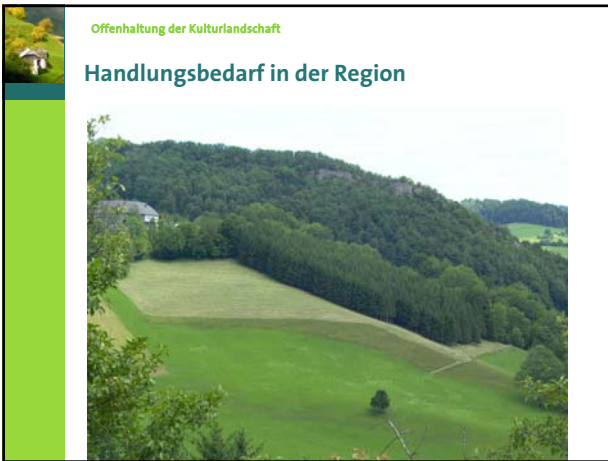 Offenhaltung der Kulturlandschaft
Handlungsbedarf in der Region